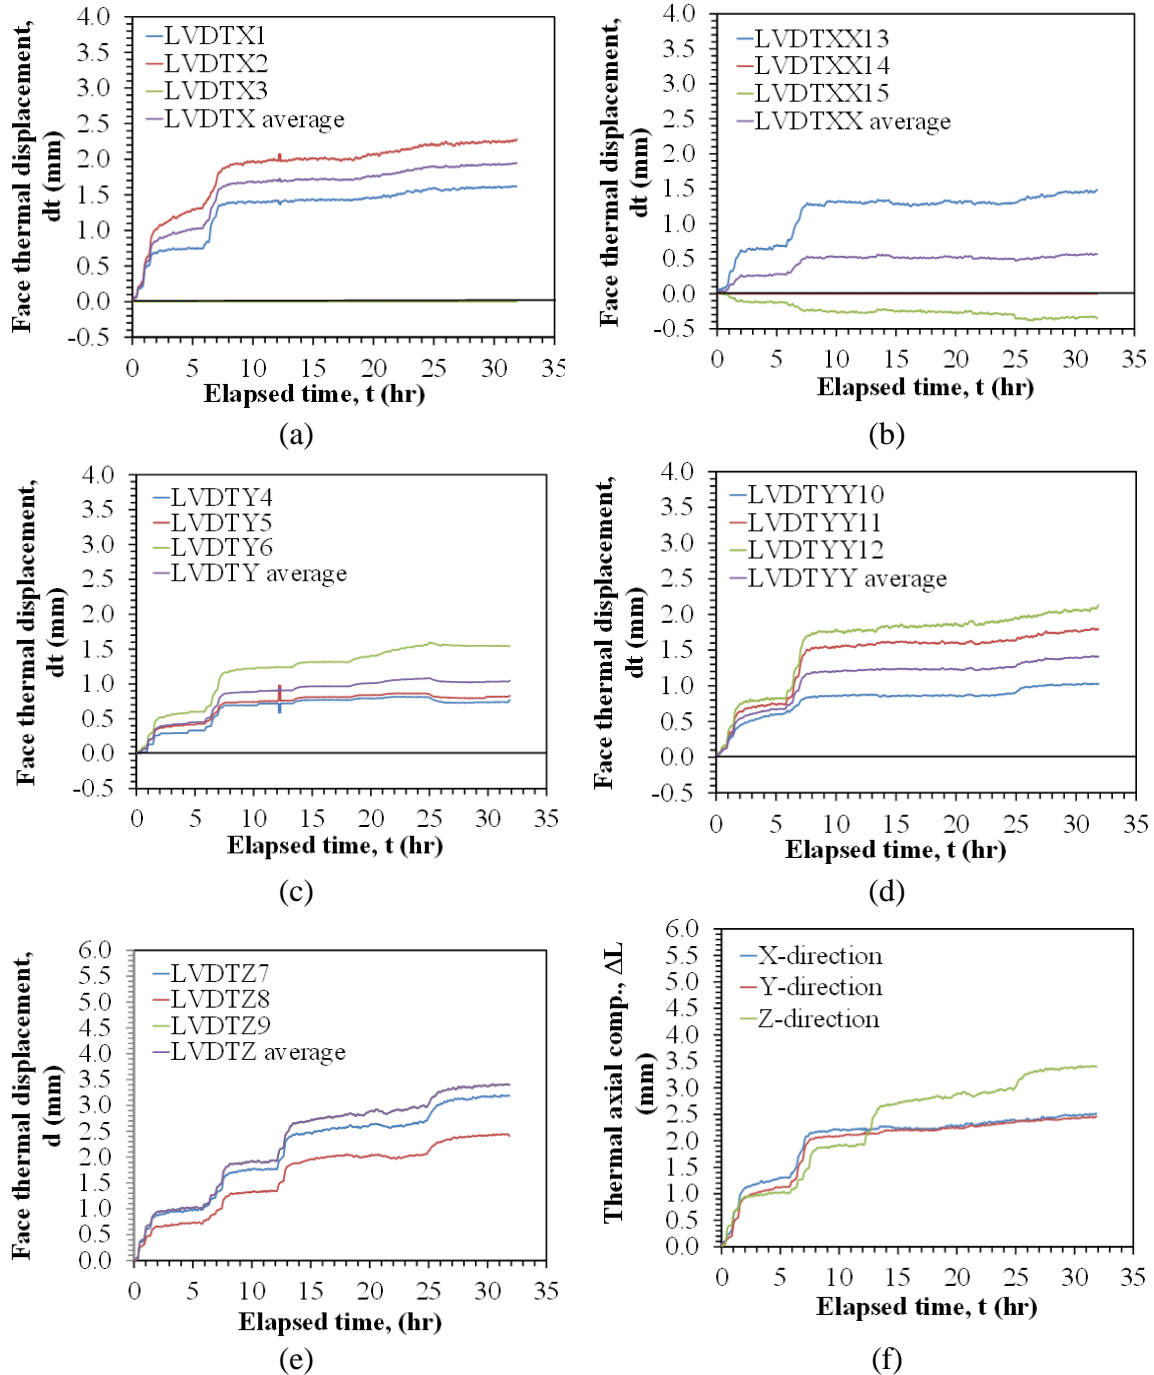 Face thermal displacement,
dt (mm)
4.0
3.5
3.0
2.5
2.0
1.5
1.0
0.5
0.0
-0.5
LVDTX1
LVDTX2
LVDTX3
LVDTX average
0 5 10 15 20 25 30 35
Elapsed time, t (hr)
(a)
Face thermal displacement,
dt (mm)
4.0
3.5
3.0
2.5
2.0
1.5
1.0
0.5
0.0
-0.5
LVDTXX13
LVDTXX14
LVDTXX15
LVDTXX average
0 5 10 15 20 25 30 35
Elapsed time, t (hr)
(b)
Face thermal displacement,
dt (mm)
4.0
3.5
3.0
2.5
2.0
1.5
1.0
0.5
0.0
-0.5
LVDTY4
LVDTY5
LVDTY6
LVDTY average
0 5 10 15 20 25 30 35
Elapsed time, t (hr)
(c)
Face thermal displacement,
dt (mm)
4.0
3.5
3.0
2.5
2.0
1.5
1.0
0.5
0.0
-0.5
LVDTYY10
LVDTYY11
LVDTYY12
LVDTYY average
0 5 10 15 20 25 30 35
Elapsed time, t (hr)
(d)
Face thermal displacement,
d (mm)
6.0
5.5
5.0
4.5
4.0
3.5
3.0
2.5
2.0
1.5
1.0
0.5
0.0
LVDTZ7
LVDTZ8
LVDTZ9
LVDTZ average
0 5 10 15 20 25 30 35
Elapsed time, (hr)
(e)
Thermal axial comp., ΔL
(mm)
6.0
5.5
5.0
4.5
4.0
3.5
3.0
2.5
2.0
1.5
1.0
0.5
0.0
X-direction
Y-direction
Z-direction
0 5 10 15 20 25 30 35
Elapsed time, t (hr)
(f)